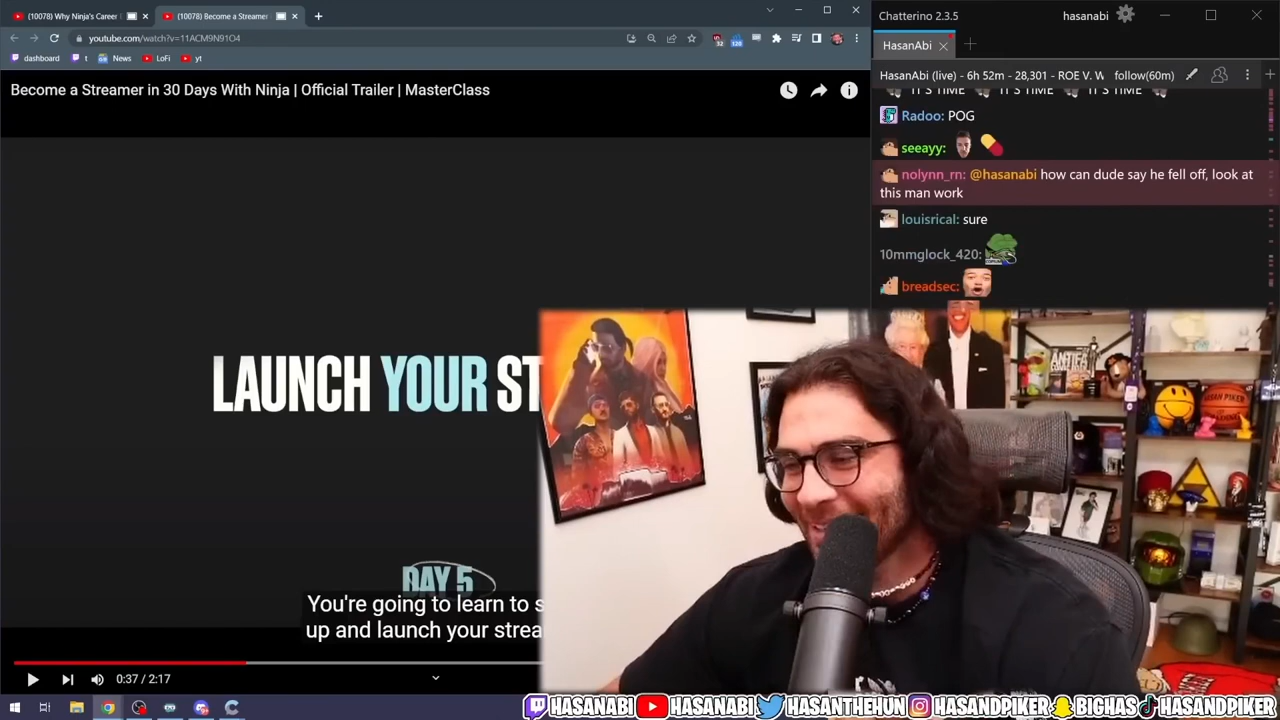 (10078) Why Ninja's Career
(10078) Become a Streamer
youtube.com/watch?v=11ACM9N91O4
dashboard
t
News
LoFi
yt
Become a Streamer in 30 Days With Ninja | Official Trailer | MasterClass
LAUNCH YOUR ST
DAY 5
You're going to learn to s
up and launch your strea
0:37 / 2:17
Chatterino 2.3.5
hasanabi
HasanAbi
HasanAbi (live) - 6h 52m - 28,301 - ROE V. W
follow(60m)
IT'S TIME IT'S TIME IT'S TIME
Radoo: POG
seeayy:
nolynn_rn: @hasanabi how can dude say he fell off, look at
this man work
louisrical: sure
10mmglock_420:
breadsec:
ANTIFA
HASAN PIKER
HASANABI HASANABI HASANTHEHUN HASANDPIKER BIGHAS HASANDPIKER